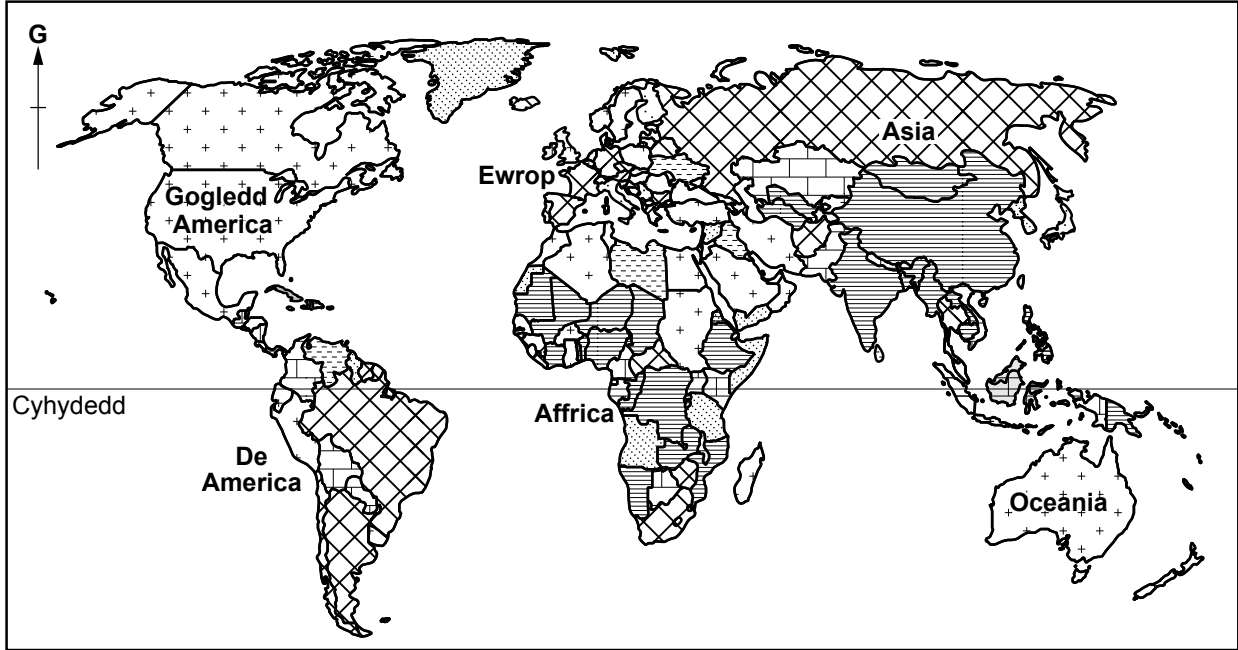 G
Asia
Ewrop
Gogledd
America
Cyhydedd
Affrica
De
America
Oceania